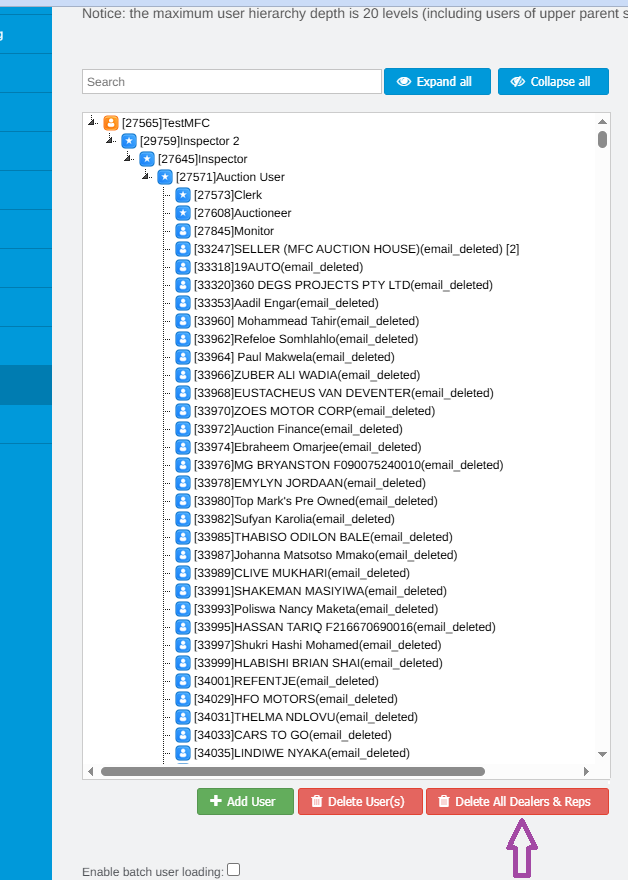 g
Notice: the maximum user hierarchy depth is 20 levels (including users of upper parent s
Search
Expand all
Collapse all
[27565]TestMFC
[29759]Inspector 2
[27645]Inspector
[27571]Auction User
[27573]Clerk
[27608]Auctioneer
[27845]Monitor
[33247]SELLER (MFC AUCTION HOUSE)(email_deleted) [2]
[33318]19AUTO(email_deleted)
[33320]360 DEGS PROJECTS PTY LTD(email_deleted)
[33353]Aadil Engar(email_deleted)
[33960] Mohammead Tahir(email_deleted)
[33962]Refeloe Somhlahlo(email_deleted)
[33964] Paul Makwela(email_deleted)
[33966]ZUBER ALI WADIA(email_deleted)
[33968]EUSTACHEUS VAN DEVENTER(email_deleted)
[33970]ZOES MOTOR CORP(email_deleted)
[33972]Auction Finance(email_deleted)
[33974]Ebraheem Omarjee(email_deleted)
[33976]MG BRYANSTON F090075240010(email_deleted)
[33978]EMYLYN JORDAAN(email_deleted)
[33980]Top Mark's Pre Owned(email_deleted)
[33982]Sufyan Karolia(email_deleted)
[33985]THABISO ODILON BALE(email_deleted)
[33987]Johanna Matsotso Mmako(email_deleted)
[33989]CLIVE MUKHARI(email_deleted)
[33991]SHAKEMAN MASIYIWA(email_deleted)
[33993]Poliswa Nancy Maketa(email_deleted)
[33995]HASSAN TARIQ F216670690016(email_deleted)
[33997]Shukri Hashi Mohamed(email_deleted)
[33999]HLABISHI BRIAN SHAI(email_deleted)
[34001]REFENTJE(email_deleted)
[34029]HFO MOTORS(email_deleted)
[34031]THELMA NDLOVU(email_deleted)
[34033]CARS TO GO(email_deleted)
[34035]LINDIWE NYAKA(email_deleted)
Add User
Delete User(s)
Delete All Dealers & Reps
Enable batch user loading: